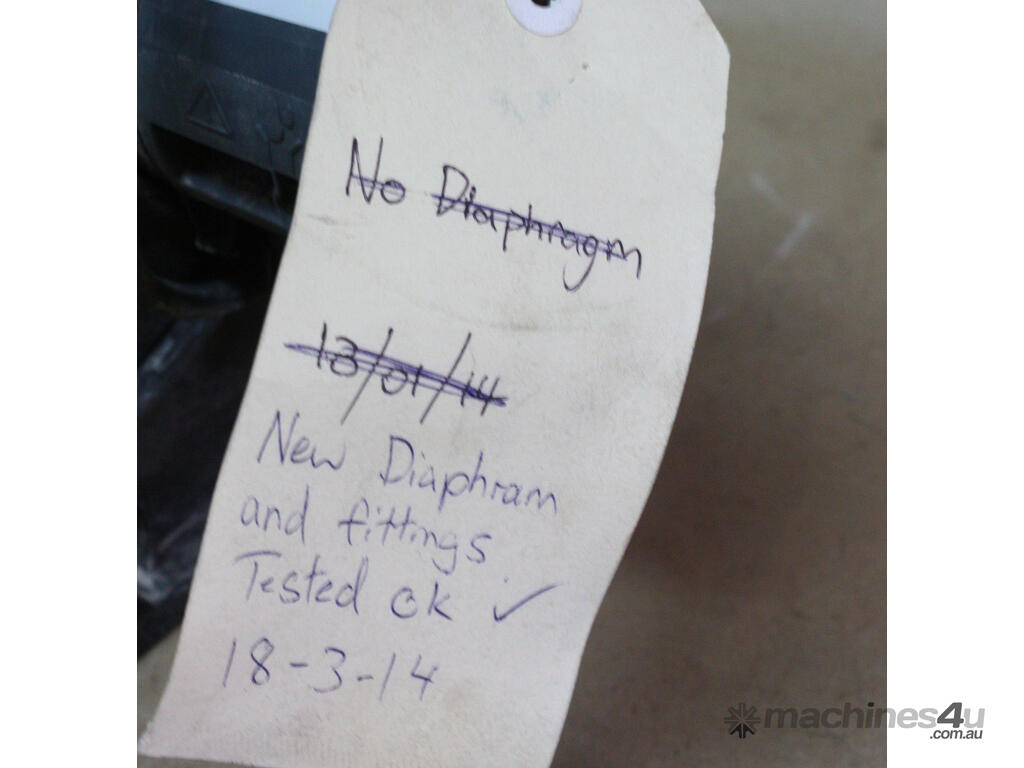 No Diaphragm
13/01/14
New Diaphram
and fittings
Tested ok ✓
18-3-14
machines4u
.com.au